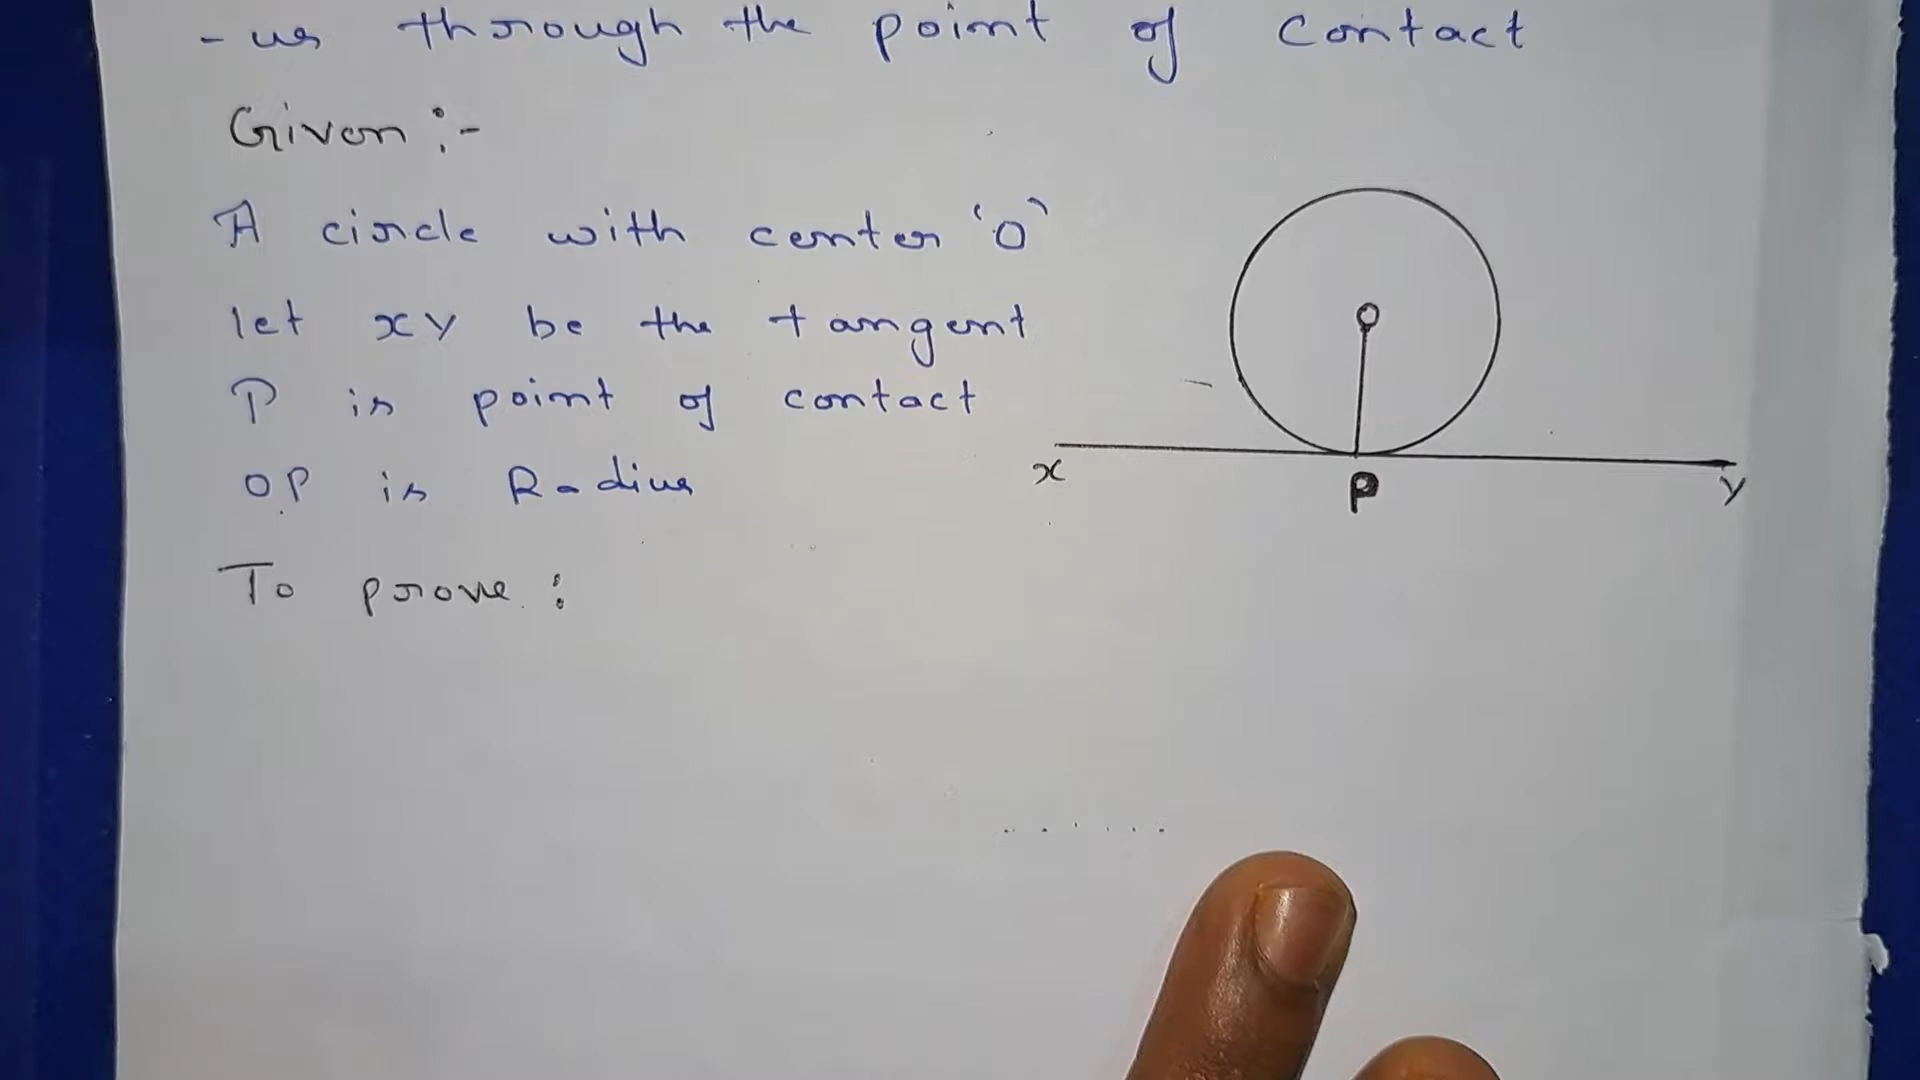 -us through the point of contact
Given :-
A circle with center 'O'
let xy be the tangent
P is point of contact
OP is Radius
To prove :
O
x
P
y